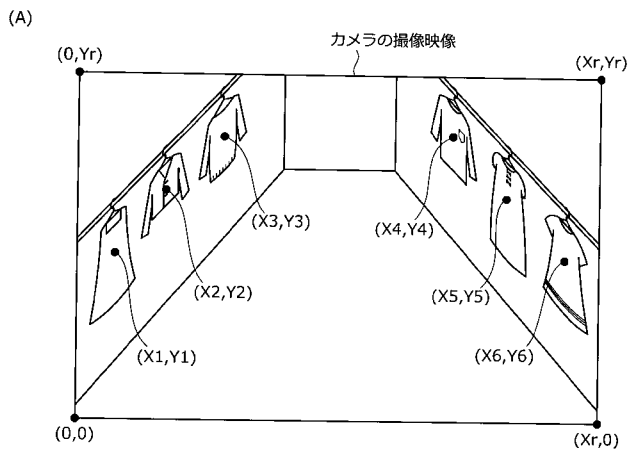 (A)
カメラの撮像映像
(0,Yr)
(Xr,Yr)
(X3,Y3)
(X4,Y4)
(X2,Y2)
(X5,Y5)
(X1,Y1)
(X6,Y6)
(0,0)
(Xr,0)